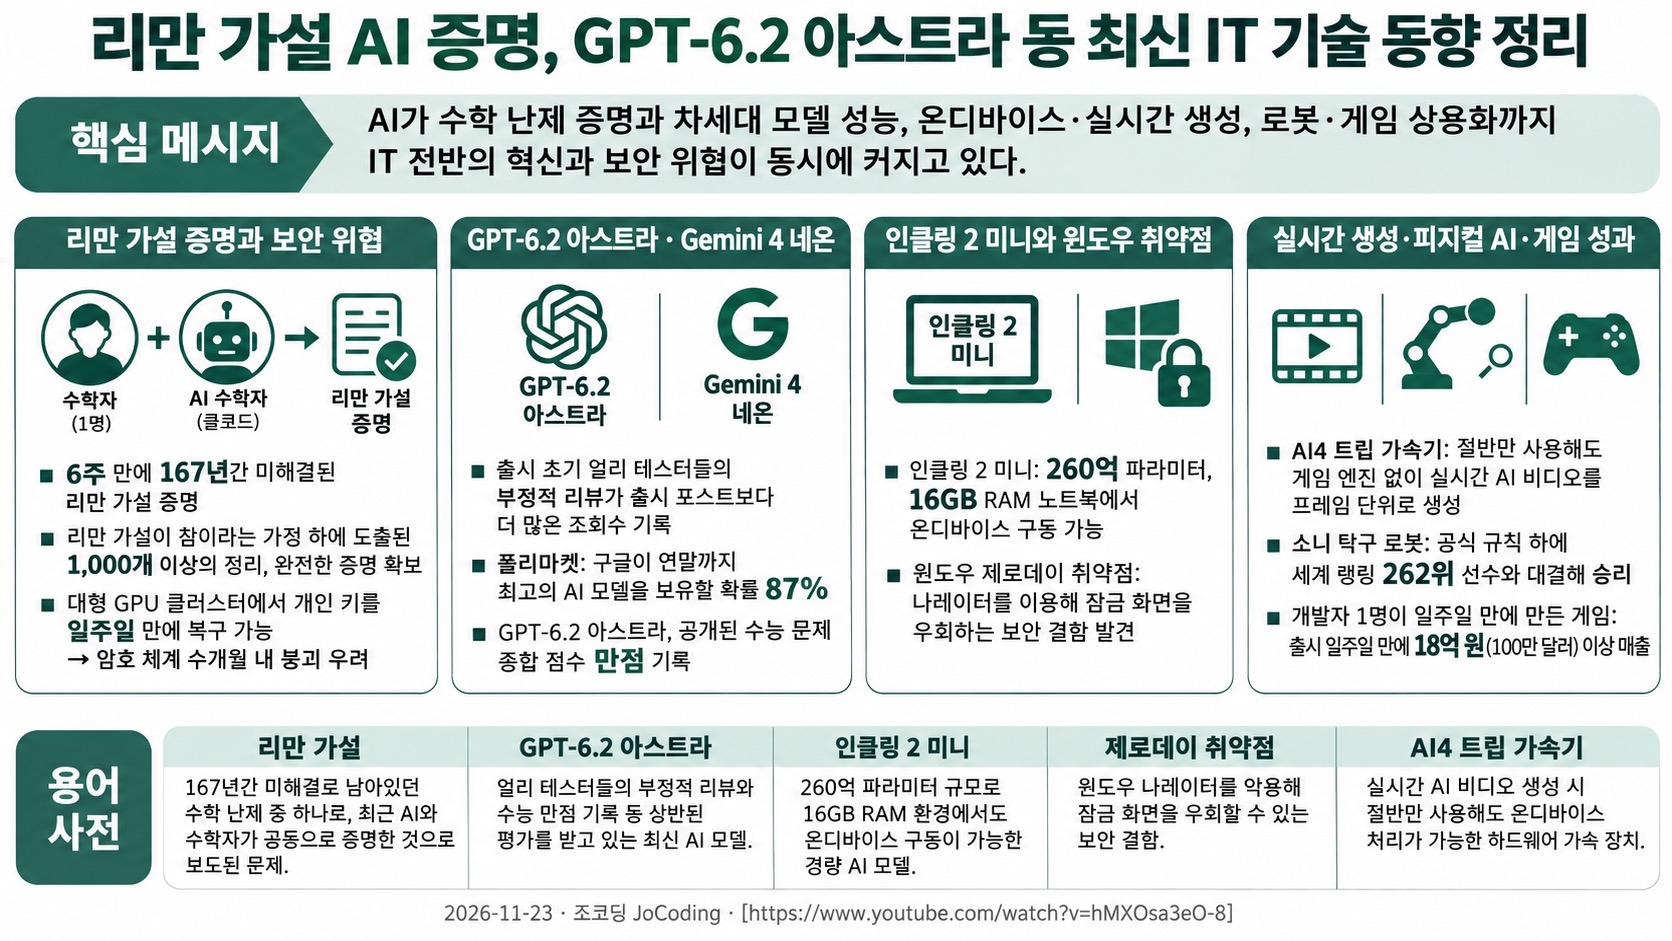 리만 가설 AI 증명, GPT-6.2 아스트라 동 최신 IT 기술 동향 정리
핵심 메시지
AI가 수학 난제 증명과 차세대 모델 성능, 온디바이스·실시간 생성, 로봇·게임 상용화까지
IT 전반의 혁신과 보안 위협이 동시에 커지고 있다.
리만 가설 증명과 보안 위협
수학자
(1명)
+
AI 수학자
(클코드)
→
리만 가설
증명
■ 6주 만에 167년간 미해결된
리만 가설 증명
■ 리만 가설이 참이라는 가정 하에 도출된
1,000개 이상의 정리, 완전한 증명 확보
■ 대형 GPU 클러스터에서 개인 키를
일주일 만에 복구 가능
→ 암호 체계 수개월 내 붕괴 우려
GPT-6.2 아스트라 · Gemini 4 네온
GPT-6.2
아스트라
G
Gemini 4
네온
■ 출시 초기 얼리 테스터들의
부정적 리뷰가 출시 포스트보다
더 많은 조회수 기록
■ 폴리마켓: 구글이 연말까지
최고의 AI 모델을 보유할 확률 87%
■ GPT-6.2 아스트라, 공개된 수능 문제
종합 점수 만점 기록
인클링 2 미니와 윈도우 취약점
인클링 2
미니
■ 인클링 2 미니: 260억 파라미터,
16GB RAM 노트북에서
온디바이스 구동 가능
■ 윈도우 제로데이 취약점:
나레이터를 이용해 잠금 화면을
우회하는 보안 결함 발견
실시간 생성·피지컬 AI·게임 성과
■ AI4 트립 가속기: 절반만 사용해도
게임 엔진 없이 실시간 AI 비디오를
프레임 단위로 생성
■ 소니 탁구 로봇: 공식 규칙 하에
세계 랭링 262위 선수와 대결해 승리
■ 개발자 1명이 일주일 만에 만든 게임:
출시 일주일 만에 18억 원(100만 달러) 이상 매출
용어
사전
리만 가설
167년간 미해결로 남아있던
수학 난제 중 하나로, 최근 AI와
수학자가 공동으로 증명한 것으로
보도된 문제.
GPT-6.2 아스트라
얼리 테스터들의 부정적 리뷰와
수능 만점 기록 동 상반된
평가를 받고 있는 최신 AI 모델.
인클링 2 미니
260억 파라미터 규모로
16GB RAM 환경에서도
온디바이스 구동이 가능한
경량 AI 모델.
제로데이 취약점
윈도우 나레이터를 악용해
잠금 화면을 우회할 수 있는
보안 결함.
AI4 트립 가속기
실시간 AI 비디오 생성 시
절반만 사용해도 온디바이스
처리가 가능한 하드웨어 가속 장치.
2026-11-23 · 조코딩 JoCoding · [https://www.youtube.com/watch?v=hMXOsa3eO-8]